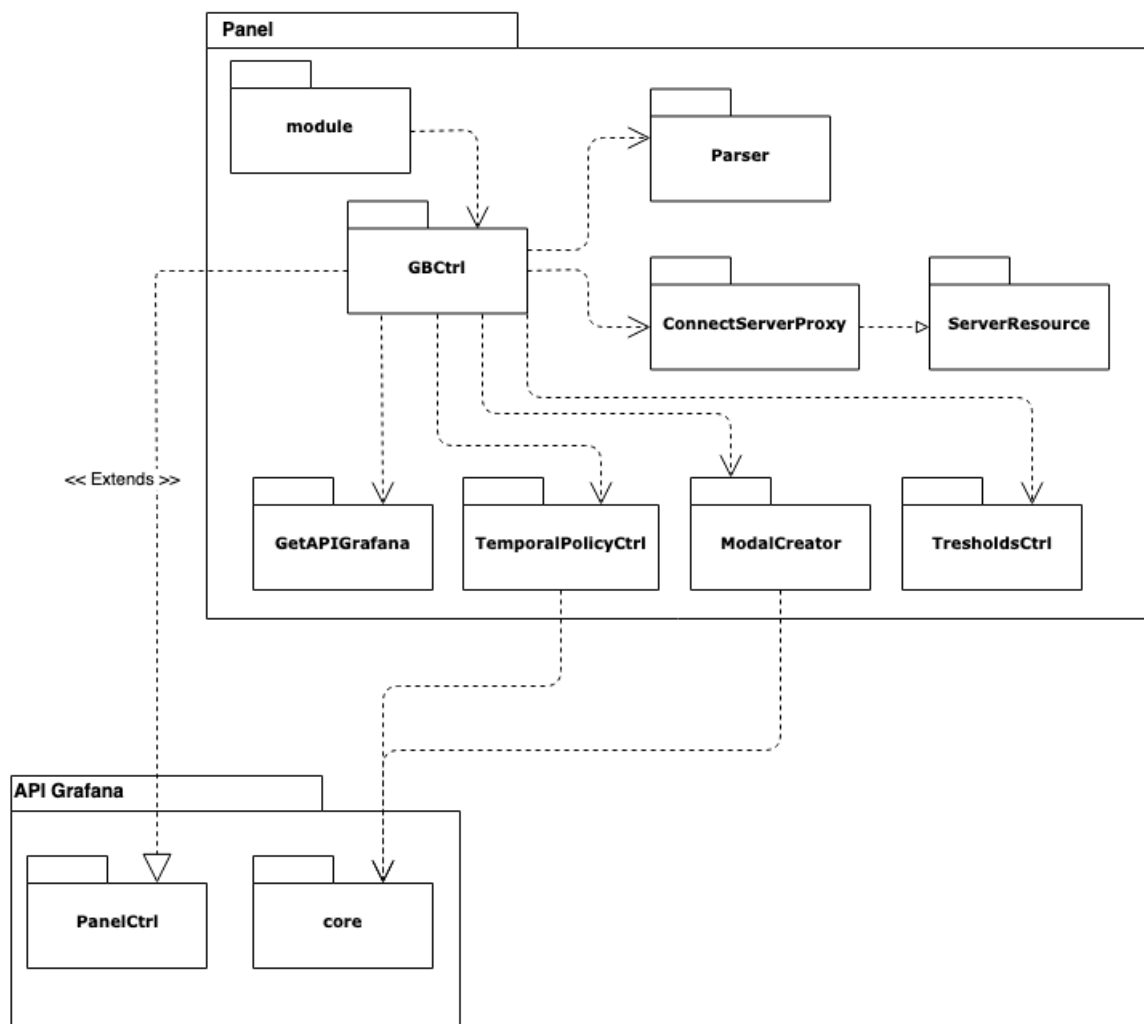 Panel
module
Parser
GBCtrl
ConnectServerProxy
ServerResource
<< Extends >>
GetAPIGrafana
TemporalPolicyCtrl
ModalCreator
TresholdsCtrl
API Grafana
PanelCtrl
core